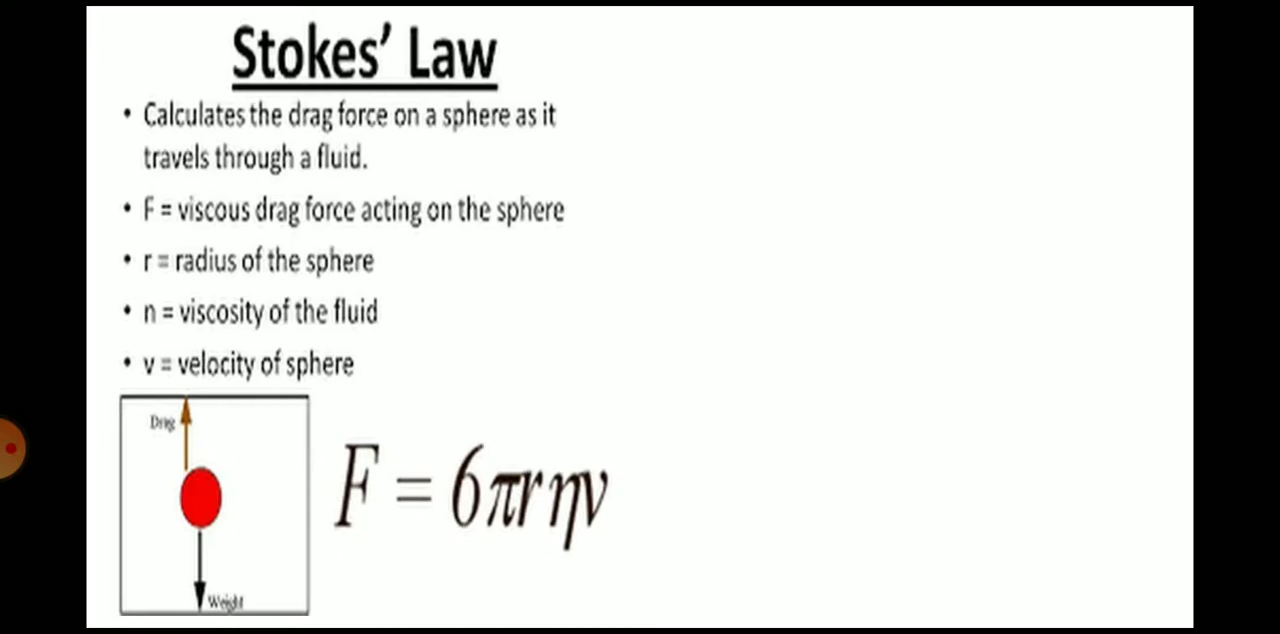 Stokes’ Law
• Calculates the drag force on a sphere as it
travels through a fluid.
• F = viscous drag force acting on the sphere
• r = radius of the sphere
• n = viscosity of the fluid
• v = velocity of sphere
Drag
F = 6πrηv
Weight